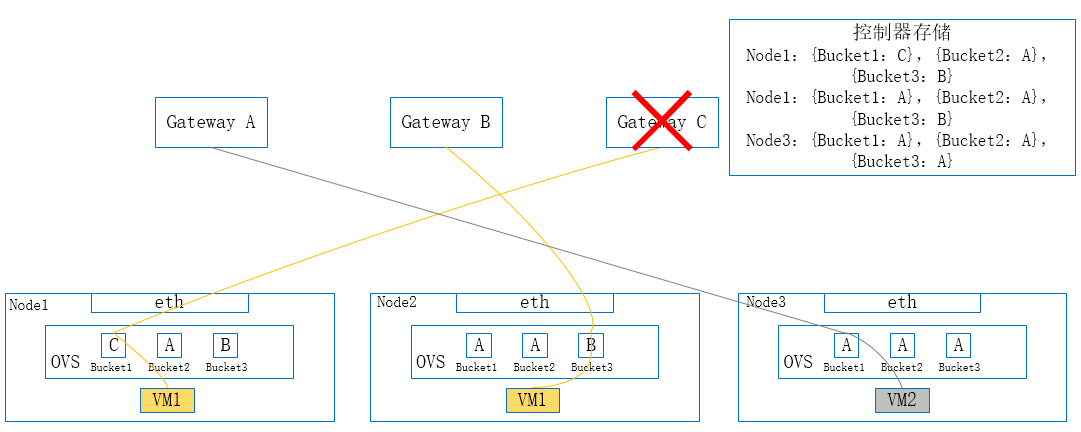 控制器存储
Node1：{Bucket1：C}，{Bucket2：A}，
{Bucket3：B}
Node1：{Bucket1：A}，{Bucket2：A}，
{Bucket3：B}
Node3：{Bucket1：A}，{Bucket2：A}，
{Bucket3：A}
Gateway A
Gateway B
Gateway C
Node1
eth
OVS
C
A
B
Bucket1
Bucket2
Bucket3
VM1
Node2
eth
OVS
A
A
B
Bucket1
Bucket2
Bucket3
VM1
Node3
eth
OVS
A
A
A
Bucket1
Bucket2
Bucket3
VM2